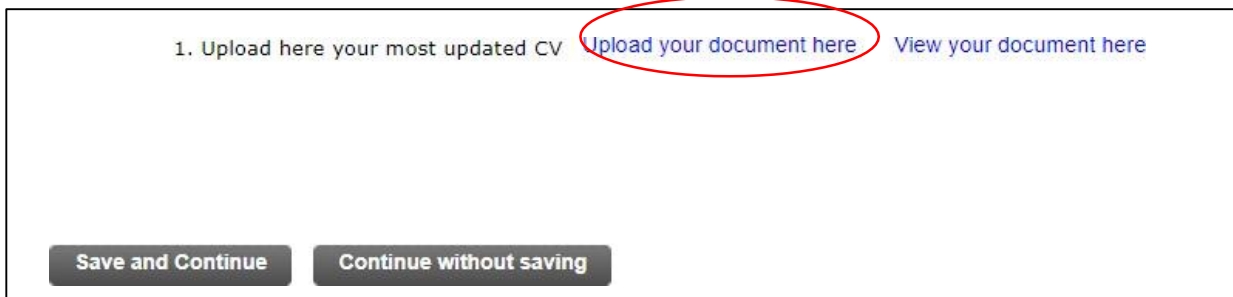 1. Upload here your most updated CV Upload your document here View your document here
Save and Continue Continue without saving